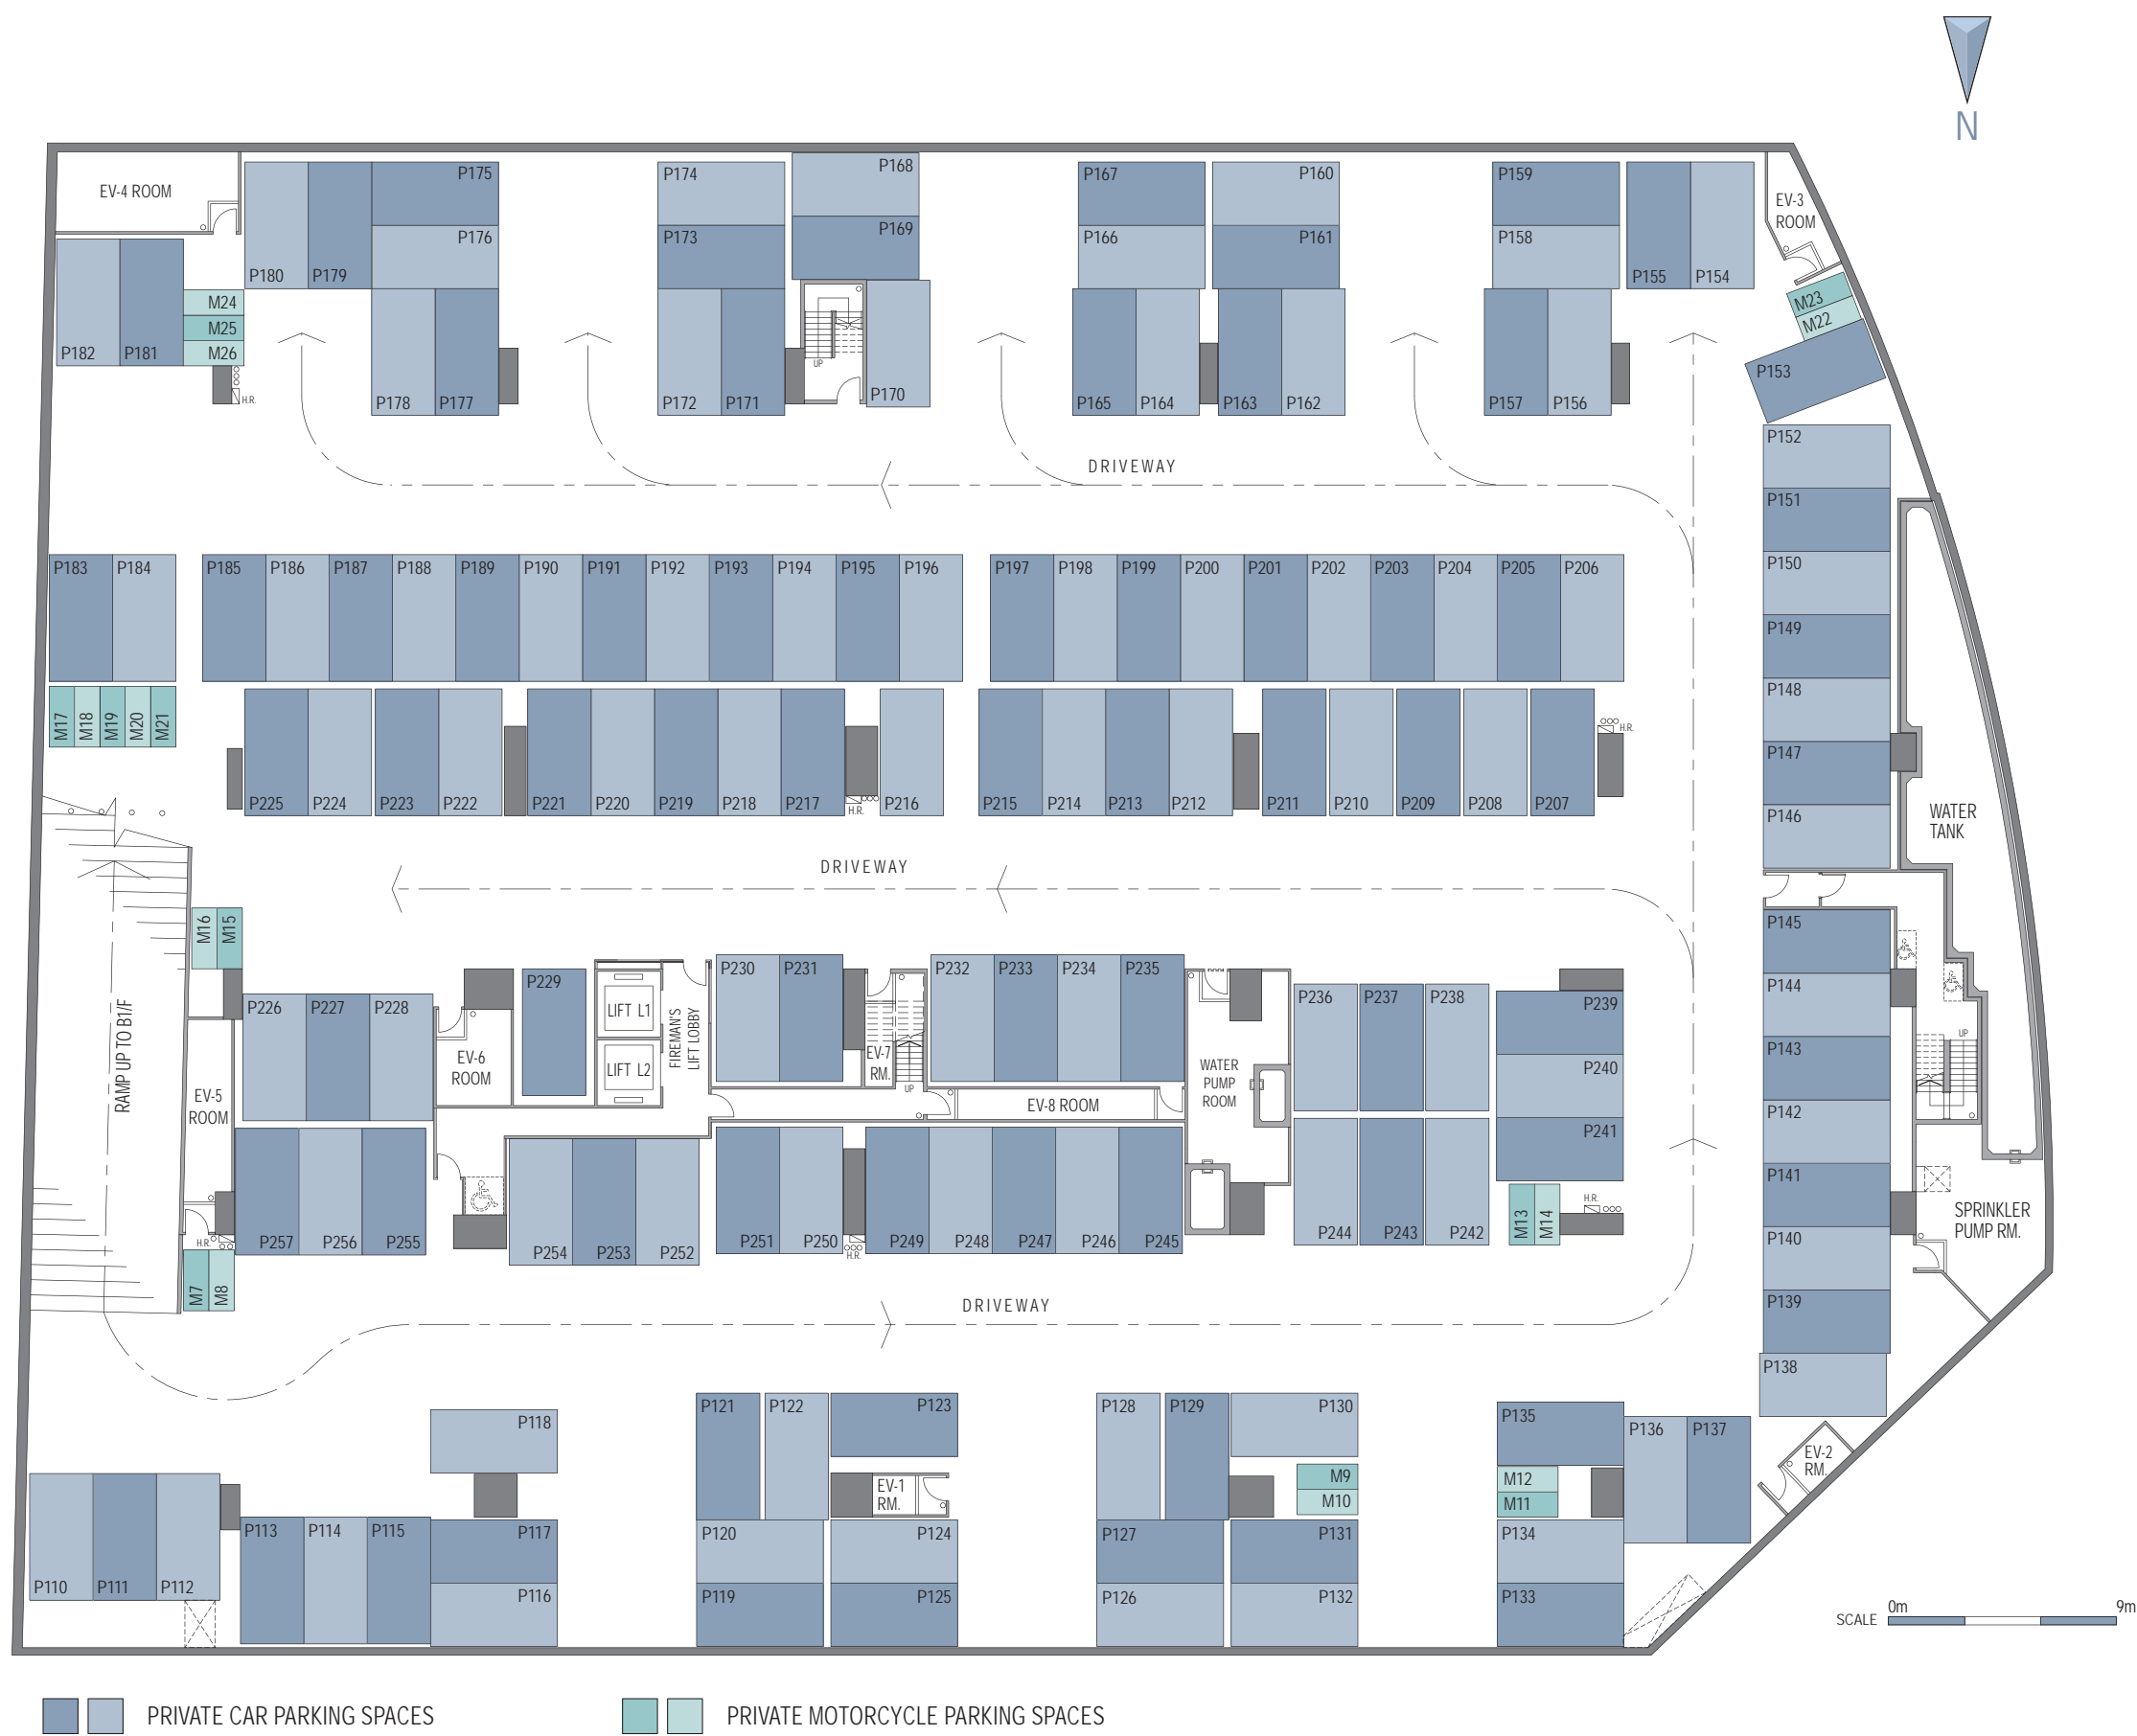 N
EV-4 ROOM
P180
P179
P175
P176
P178
P177
P182
P181
M24
M25
M26
H.R.
P174
P173
P172
P171
P168
P169
P170
UP
P167
P166
P165
P164
P160
P161
P163
P162
P159
P158
P157
P156
P155
P154
EV-3
ROOM
M23
M22
P153
DRIVEWAY
P152
P151
P150
P149
P148
P147
P146
WATER
TANK
P183
P184
P185
P186
P187
P188
P189
P190
P191
P192
P193
P194
P195
P196
P197
P198
P199
P200
P201
P202
P203
P204
P205
P206
M17
M18
M19
M20
M21
P225
P224
P223
P222
P221
P220
P219
P218
P217
H.R.
P216
P215
P214
P213
P212
P211
P210
P209
P208
P207
H.R.
DRIVEWAY
RAMP UP TO B1/F
M16
M15
P226
P227
P228
EV-5
ROOM
EV-6
ROOM
P229
LIFT L1
LIFT L2
FIREMAN'S
LIFT LOBBY
P230
P231
EV-7
RM.
UP
P232
P233
P234
P235
EV-8 ROOM
WATER
PUMP
ROOM
P236
P237
P238
P239
P240
P241
P145
P144
P143
P142
P141
P140
P139
P138
UP
SPRINKLER
PUMP RM.
H.R.
M7
M8
P257
P256
P255
P254
P253
P252
P251
P250
H.R.
P249
P248
P247
P246
P245
P244
P243
P242
M13
M14
H.R.
DRIVEWAY
P110
P111
P112
P113
P114
P115
P118
P117
P116
P121
P122
P123
EV-1
RM.
P120
P119
P124
P125
P128
P129
P130
M9
M10
P127
P126
P131
P132
P135
M12
M11
P134
P133
P136
P137
EV-2
RM.
SCALE
0m
9m
PRIVATE CAR PARKING SPACES
PRIVATE MOTORCYCLE PARKING SPACES